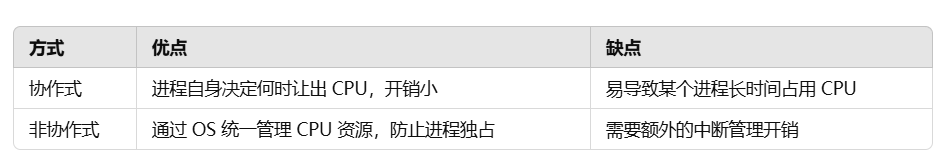 方式 优点 缺点
协作式 进程自身决定何时让出 CPU，开销小 易导致某个进程长时间占用 CPU
非协作式 通过 OS 统一管理 CPU 资源，防止进程独占 需要额外的中断管理开销